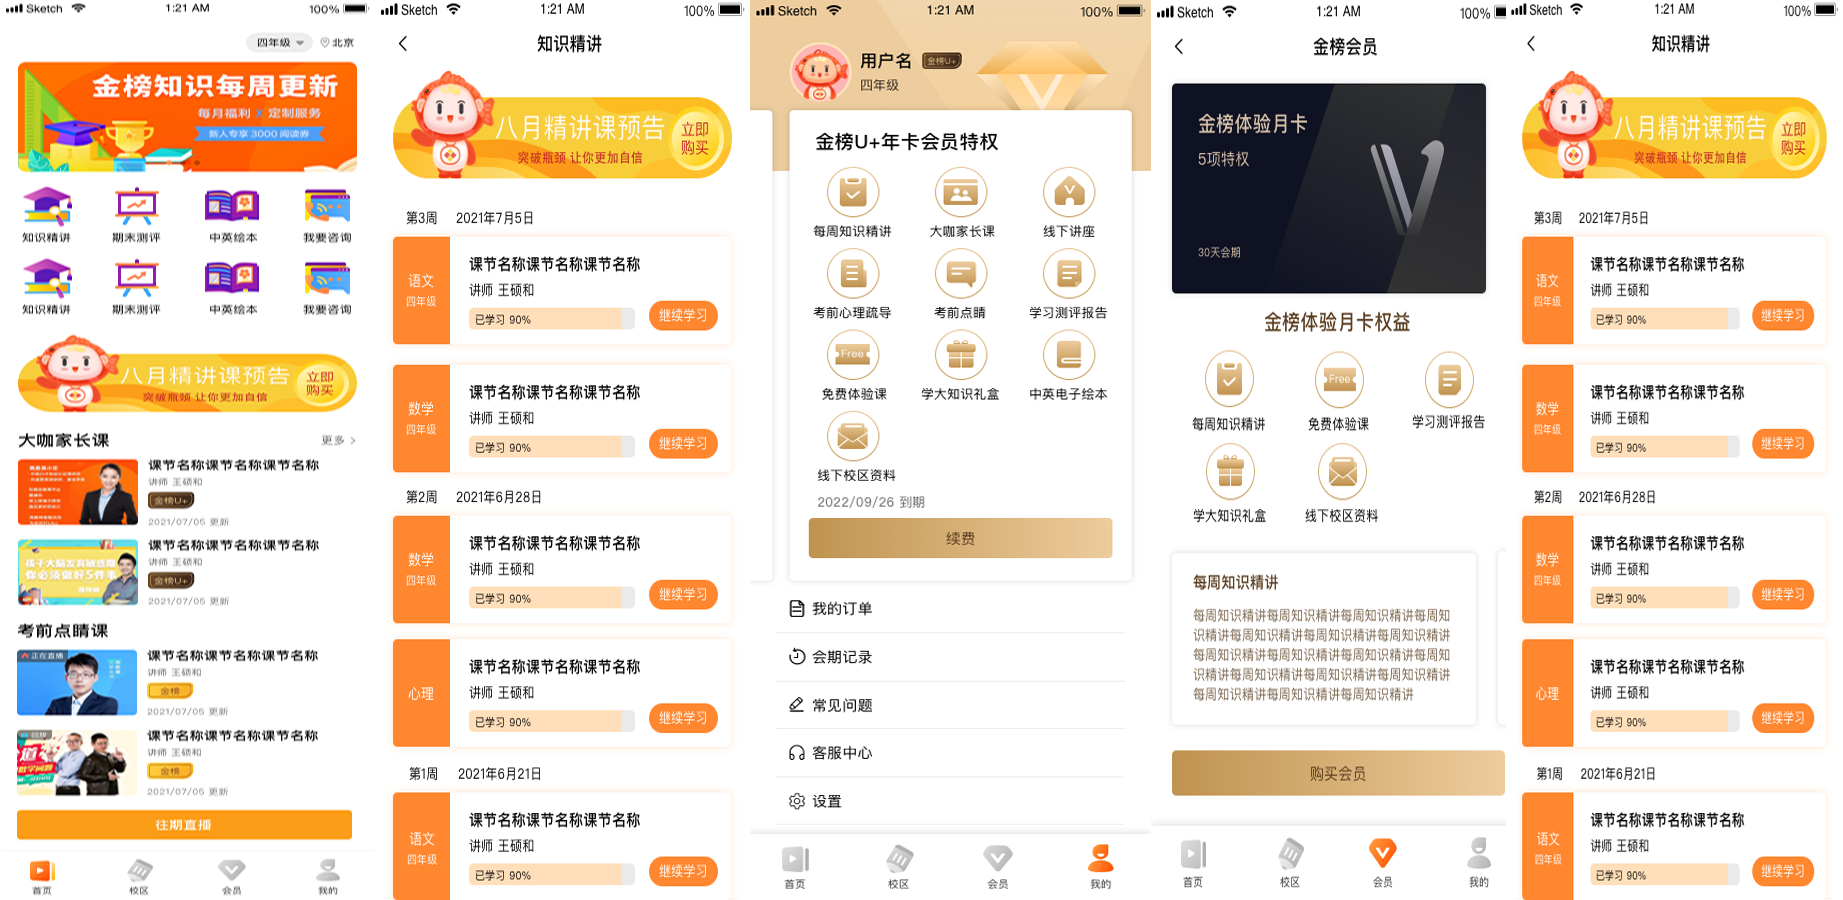 Sketch 1:21 AM 100%
四年级 北京
金榜知识每周更新
每月福利 X 定制服务
新人专享 3000 阅读券
知识精讲 期末测评 中英绘本 我要咨询
知识精讲 期末测评 中英绘本 我要咨询
八月精讲课预告
突破瓶颈 让你更加自信
立即
购买
大咖家长课 更多 >
课节名称课节名称课节名称
讲师 王硕和
金榜U+
2021/07/05 更新
课节名称课节名称课节名称
讲师 王硕和
金榜U+
2021/07/05 更新
考前点睛课
正在直播
课节名称课节名称课节名称
讲师 王硕和
金榜
2021/07/05 更新
课节名称课节名称课节名称
讲师 王硕和
金榜
2021/07/05 更新
往期直播
首页 校区 会员 我的
Sketch 1:21 AM 100%
知识精讲
八月精讲课预告
突破瓶颈 让你更加自信
立即
购买
第3周 2021年7月5日
语文
四年级
课节名称课节名称课节名称
讲师 王硕和
已学习 90%
继续学习
数学
四年级
课节名称课节名称课节名称
讲师 王硕和
已学习 90%
继续学习
第2周 2021年6月28日
数学
四年级
课节名称课节名称课节名称
讲师 王硕和
已学习 90%
继续学习
心理
课节名称课节名称课节名称
讲师 王硕和
已学习 90%
继续学习
第1周 2021年6月21日
语文
四年级
课节名称课节名称课节名称
讲师 王硕和
已学习 90%
继续学习
Sketch 1:21 AM 100%
用户名 金榜U+
四年级
金榜U+年卡会员特权
每周知识精讲 大咖家长课 线下讲座
考前心理疏导 考前点睛 学习测评报告
Free
免费体验课 学大知识礼盒 中英电子绘本
线下校区资料
2022/09/26 到期
续费
我的订单
会期记录
常见问题
客服中心
设置
首页 校区 会员 我的
Sketch 1:21 AM 100%
金榜会员
金榜体验月卡
5项特权
30天会期
金榜体验月卡权益
Free
每周知识精讲 免费体验课 学习测评报告
学大知识礼盒 线下校区资料
每周知识精讲
每周知识精讲每周知识精讲每周知识精讲每周知
识精讲每周知识精讲每周知识精讲每周知识精讲
每周知识精讲每周知识精讲每周知识精讲每周知
识精讲每周知识精讲每周知识精讲每周知识精讲
每周知识精讲每周知识精讲每周知识精讲
购买会员
首页 校区 会员 我的
Sketch 1:21 AM 100%
知识精讲
八月精讲课预告
突破瓶颈 让你更加自信
立即
购买
第3周 2021年7月5日
语文
四年级
课节名称课节名称课节名称
讲师 王硕和
已学习 90%
继续学习
数学
四年级
课节名称课节名称课节名称
讲师 王硕和
已学习 90%
继续学习
第2周 2021年6月28日
数学
四年级
课节名称课节名称课节名称
讲师 王硕和
已学习 90%
继续学习
心理
课节名称课节名称课节名称
讲师 王硕和
已学习 90%
继续学习
第1周 2021年6月21日
语文
四年级
课节名称课节名称课节名称
讲师 王硕和
已学习 90%
继续学习